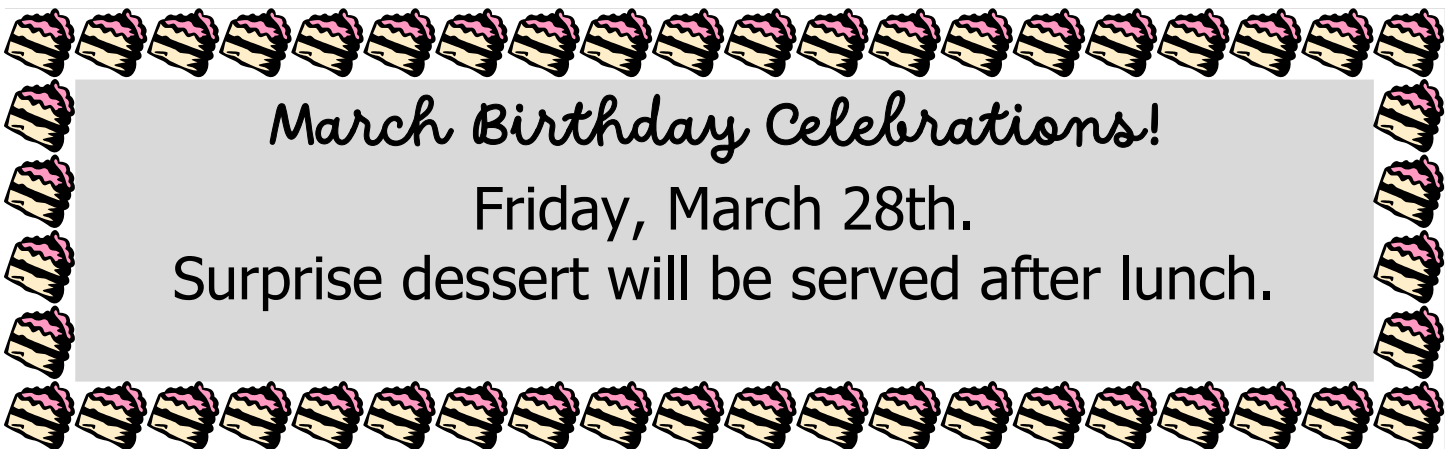 March Birthday Celebrations!
Friday, March 28th.
Surprise dessert will be served after lunch.